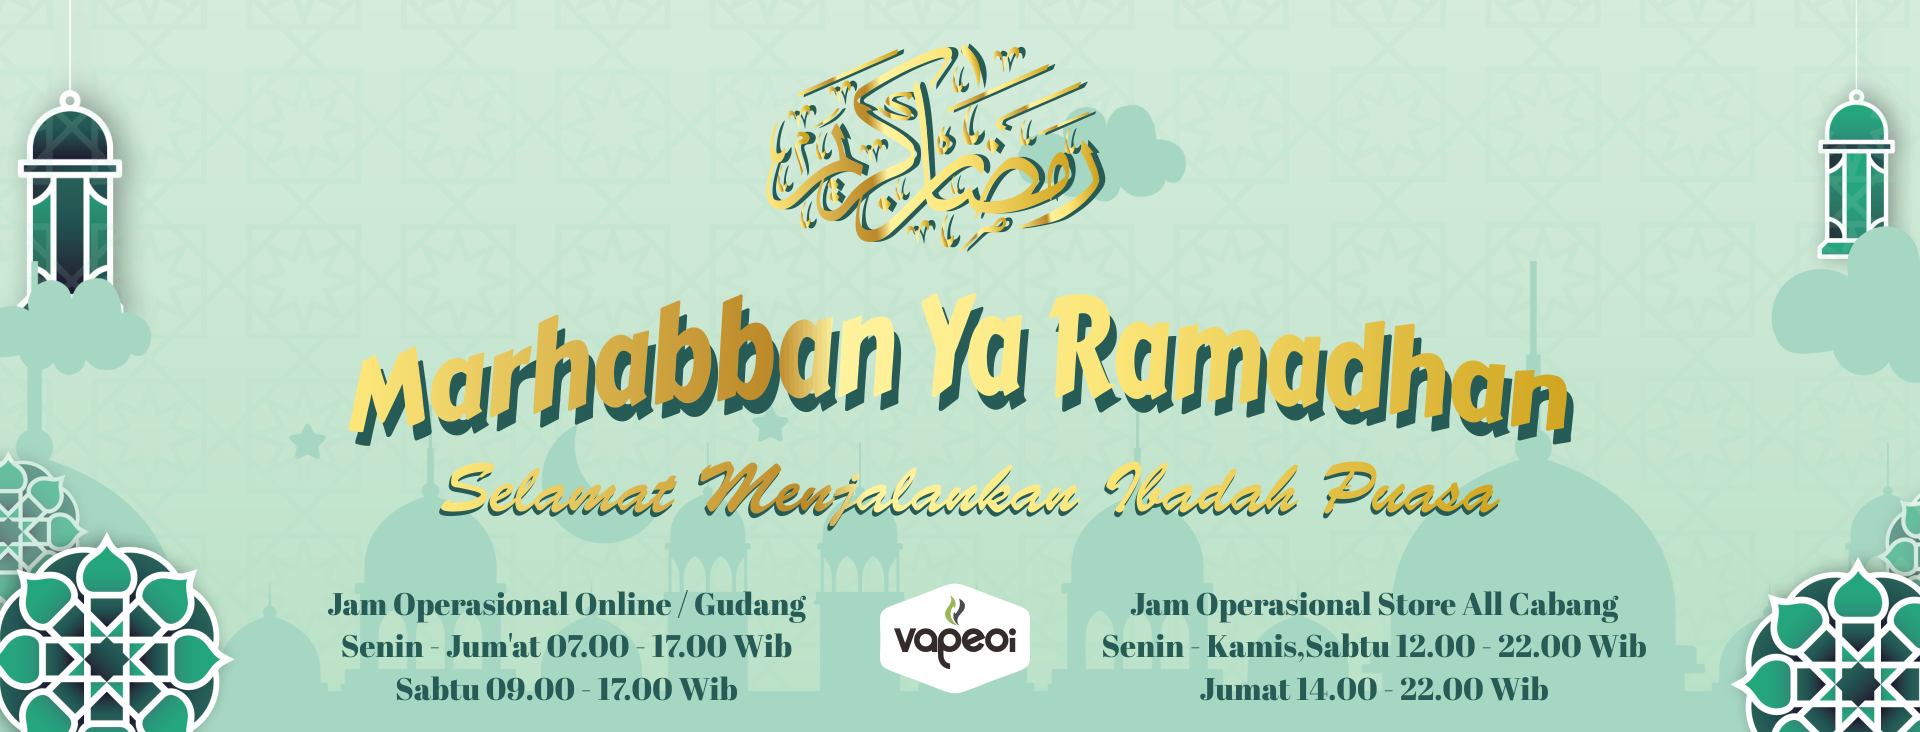 رمضان كريم
Marhabban Ya Ramadhan
Selamat Menjalankan Ibadah Puasa
Jam Operasional Online / Gudang
Senin - Jum'at 07.00 - 17.00 Wib
Sabtu 09.00 - 17.00 Wib
vapeoi
Jam Operasional Store All Cabang
Senin - Kamis,Sabtu 12.00 - 22.00 Wib
Jumat 14.00 - 22.00 Wib